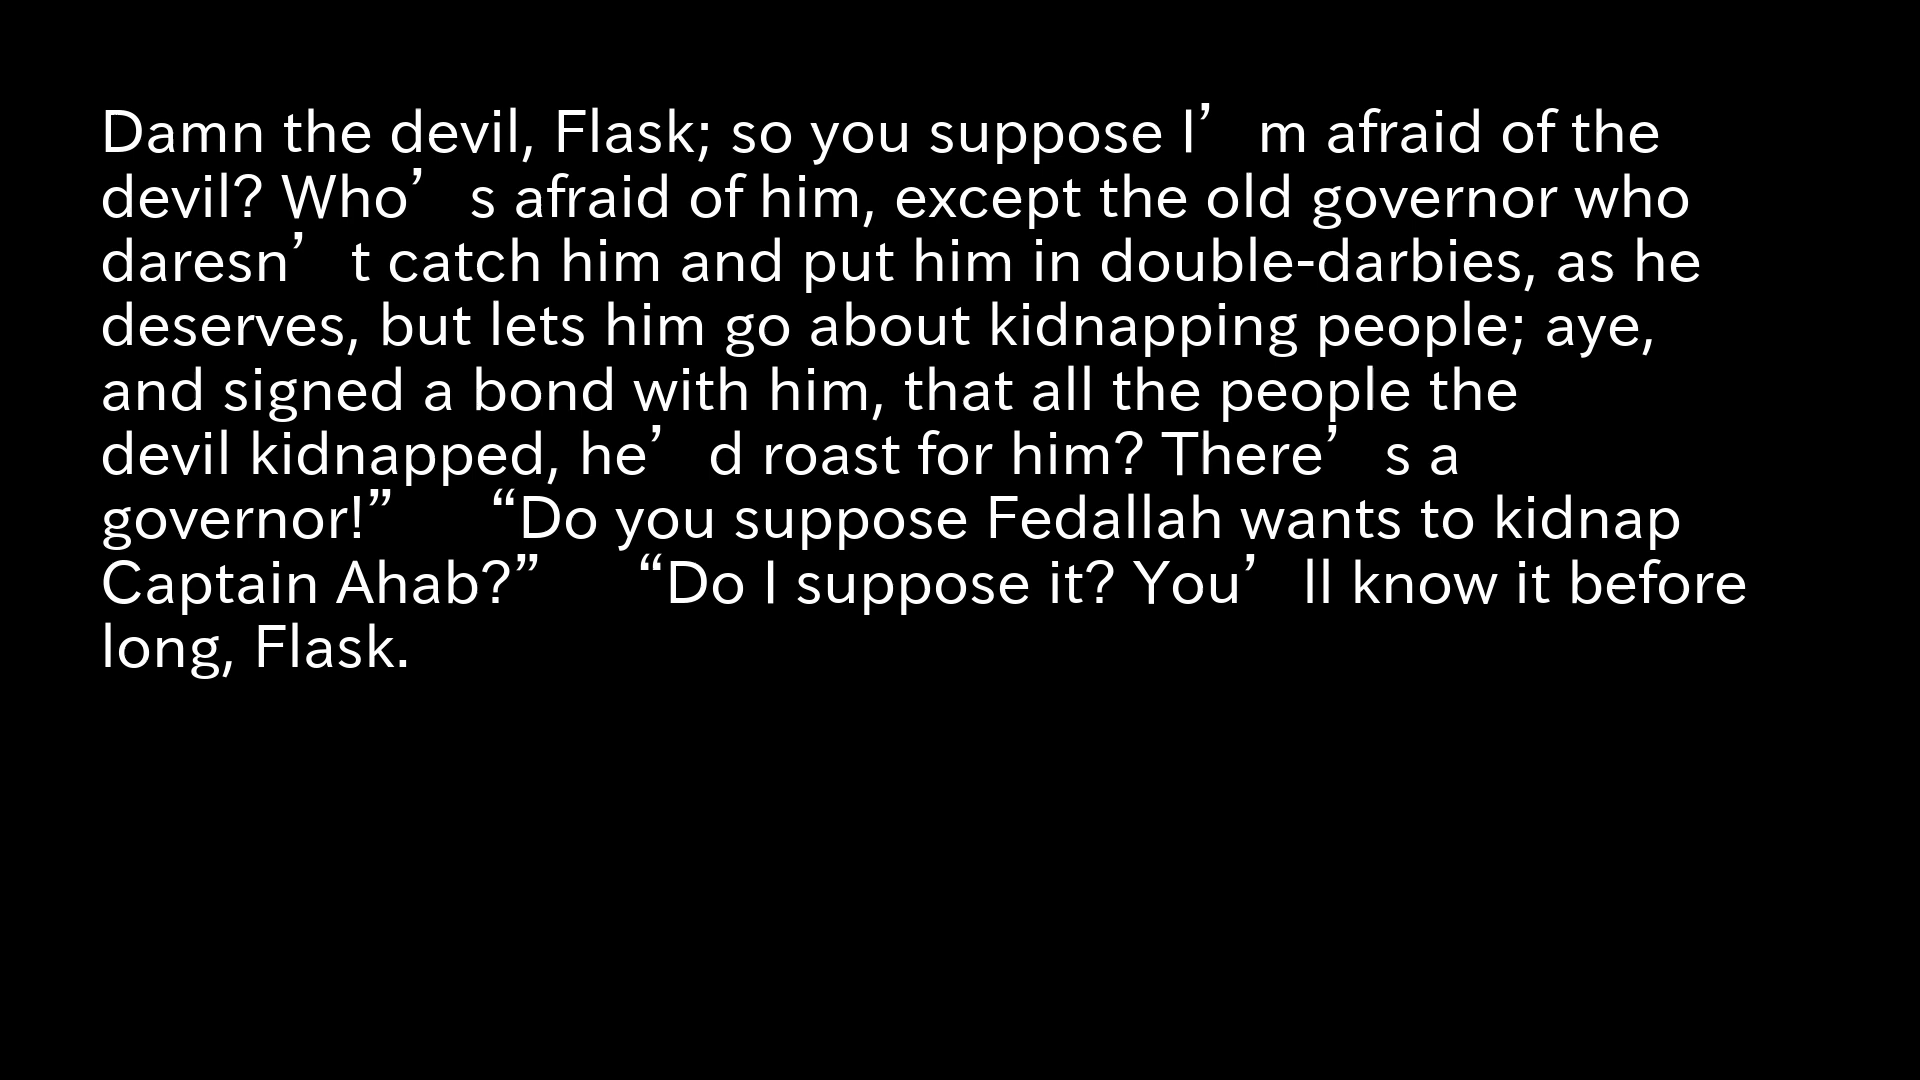 Damn the devil, Flask; so you suppose I’m afraid of the
devil? Who’s afraid of him, except the old governor who
daresn’t catch him and put him in double-darbies, as he
deserves, but lets him go about kidnapping people; aye,
and signed a bond with him, that all the people the
devil kidnapped, he’d roast for him? There’s a
governor!” “Do you suppose Fedallah wants to kidnap
Captain Ahab?” “Do I suppose it? You’ll know it before
long, Flask.